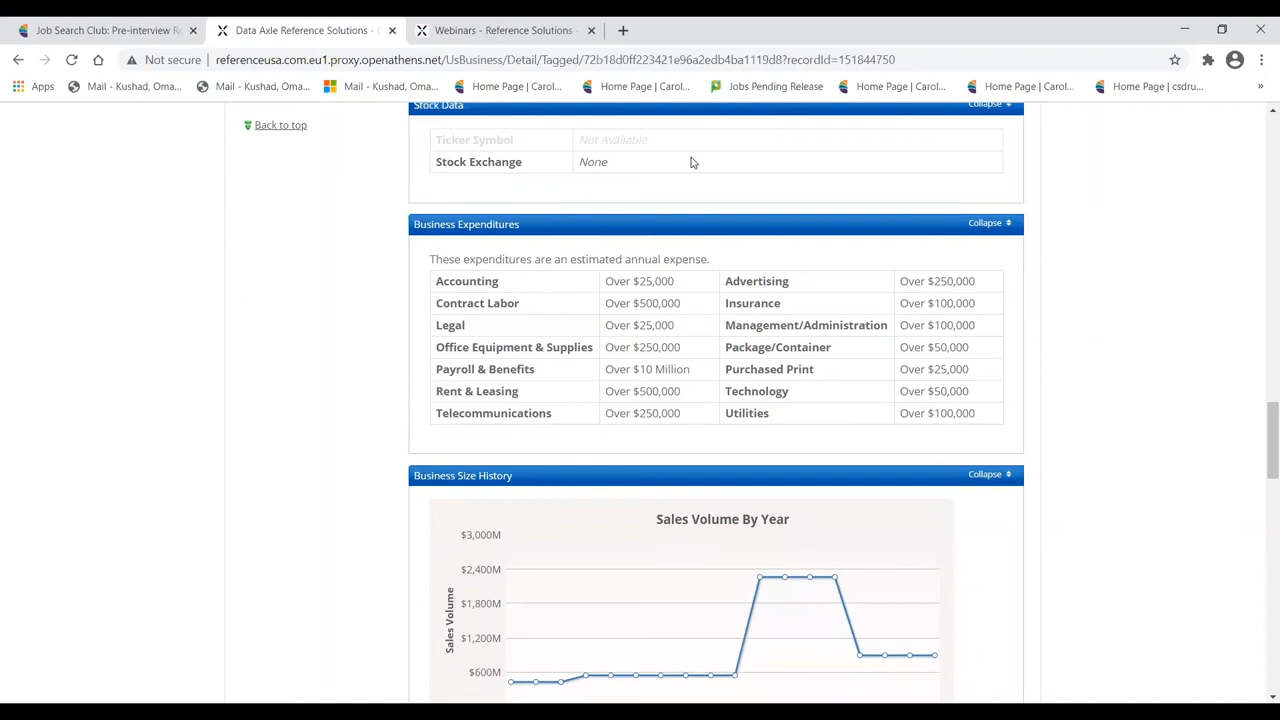 Job Search Club: Pre-interview R
Data Axle Reference Solutions - D
Webinars - Reference Solutions -
Not secure
referenceusa.com.eu1.proxy.openathens.net/UsBusiness/Detail/Tagged/72b18d0ff223421e96a2edb4ba1119d8?recordId=151844750
Apps Mail - Kushad, Oma... Mail - Kushad, Oma... Mail - Kushad, Oma... Home Page | Carol... Home Page | Carol... Jobs Pending Release Home Page | Carol... Home Page | Carol... Home Page | csdru... »
Stock Data Collapse
Back to top
Ticker Symbol Not Available
Stock Exchange None
Business Expenditures Collapse
These expenditures are an estimated annual expense.
Accounting Over $25,000 Advertising Over $250,000
Contract Labor Over $500,000 Insurance Over $100,000
Legal Over $25,000 Management/Administration Over $100,000
Office Equipment & Supplies Over $250,000 Package/Container Over $50,000
Payroll & Benefits Over $10 Million Purchased Print Over $25,000
Rent & Leasing Over $500,000 Technology Over $50,000
Telecommunications Over $250,000 Utilities Over $100,000
Business Size History Collapse
Sales Volume By Year
$3,000M
$2,400M
$1,800M
$1,200M
$600M
Sales Volume